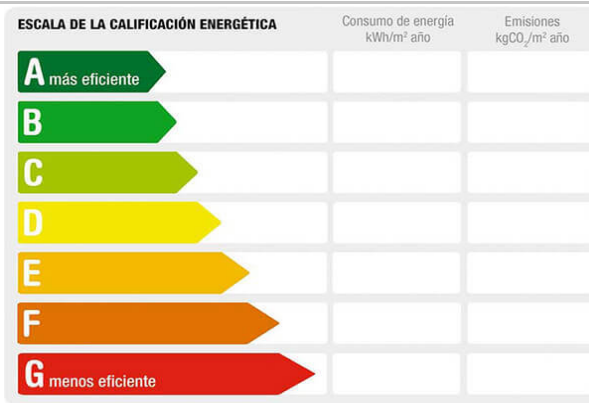 ESCALA DE LA CALIFICACIÓN ENERGÉTICA
Consumo de energía
kWh/m² año
Emisiones
kgCO₂/m² año
A más eficiente
B
C
D
E
F
G menos eficiente